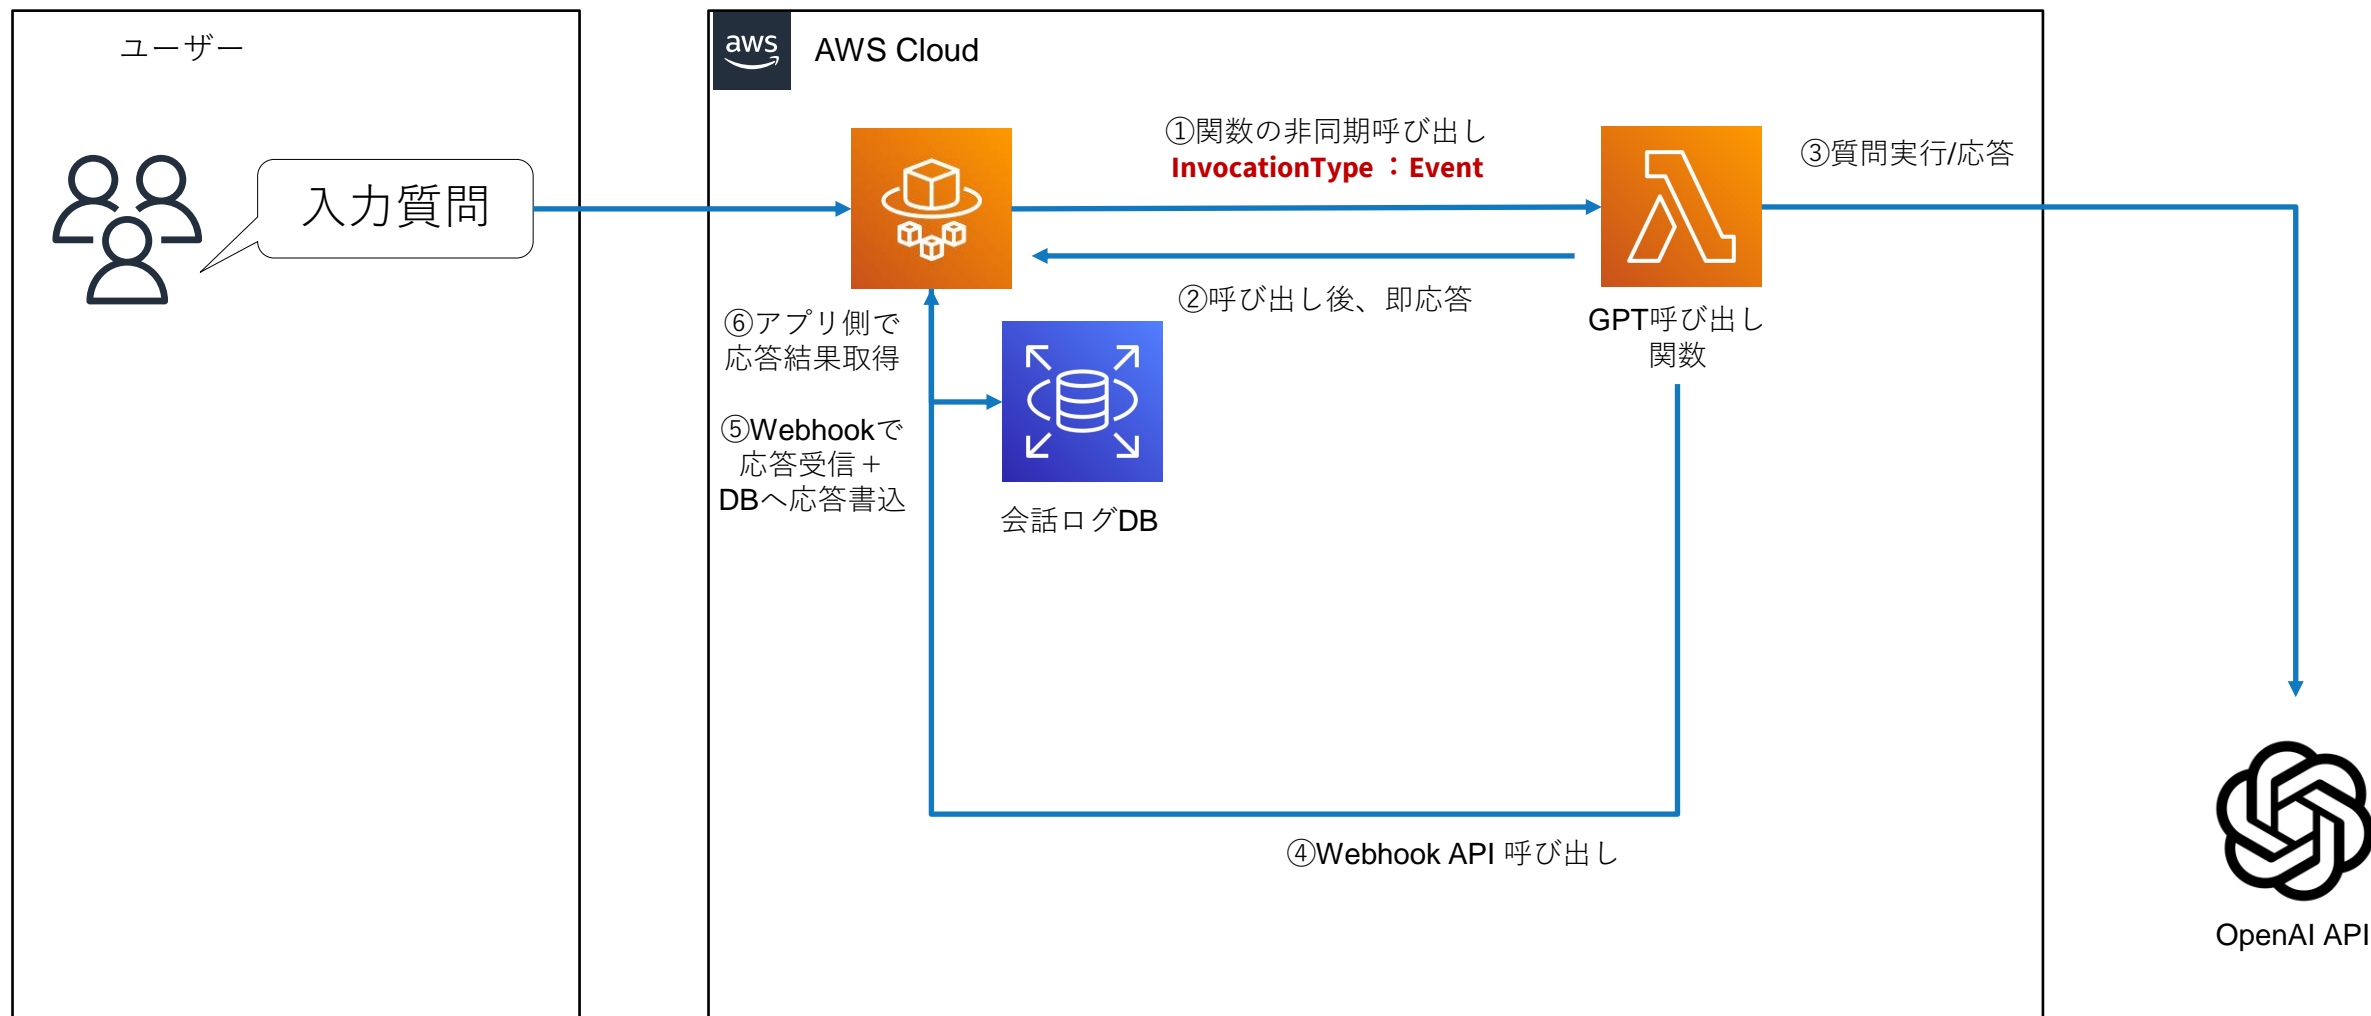 ユーザー
入力質問
aws
AWS Cloud
①関数の非同期呼び出し
InvocationType ：Event
②呼び出し後、即応答
③質問実行/応答
GPT呼び出し
関数
⑥アプリ側で
応答結果取得
⑤Webhookで
応答受信＋
DBへ応答書込
会話ログDB
④Webhook API 呼び出し
OpenAI API